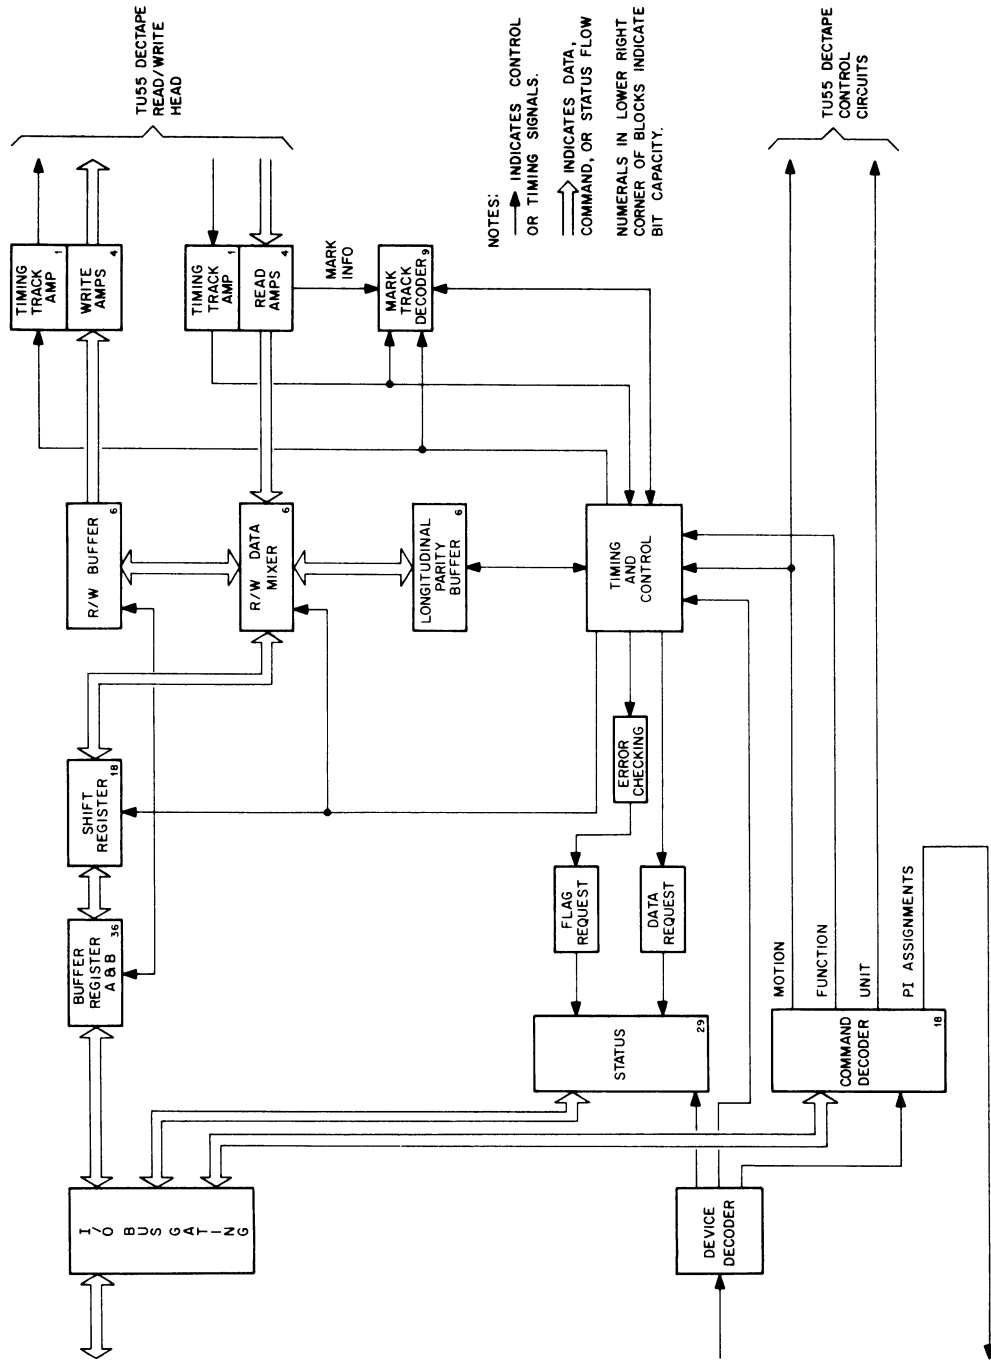 TU55 DECTAPE
READ/WRITE
HEAD
TIMING
TRACK
AMP
1
WRITE
AMPS
4
TIMING
TRACK
AMP
1
READ
AMPS
4
MARK
INFO
MARK
TRACK
DECODER
9
R/W BUFFER
6
R/W DATA
MIXER
6
LONGITUDINAL
PARITY
BUFFER
6
TIMING
AND
CONTROL
SHIFT
REGISTER
18
BUFFER
REGISTER
A & B
36
ERROR
CHECKING
FLAG
REQUEST
DATA
REQUEST
STATUS
29
I/O BUS GATING
DEVICE
DECODER
COMMAND
DECODER
18
MOTION
FUNCTION
UNIT
PI ASSIGNMENTS
TU55 DECTAPE
CONTROL
CIRCUITS
NOTES:
INDICATES CONTROL
OR TIMING SIGNALS.
INDICATES DATA,
COMMAND, OR STATUS FLOW
NUMERALS IN LOWER RIGHT
CORNER OF BLOCKS INDICATE
BIT CAPACITY.